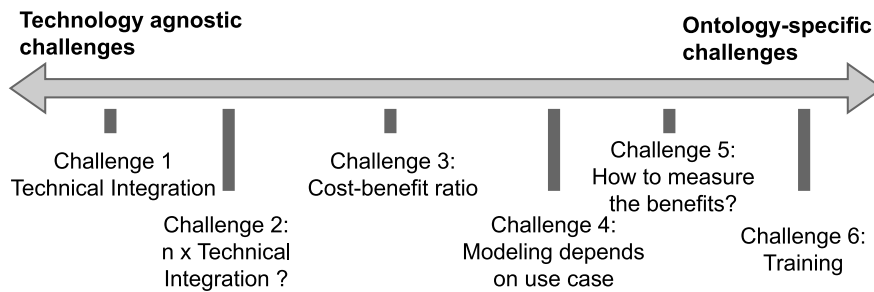 Technology agnostic
challenges
Ontology-specific
challenges
Challenge 1
Technical Integration
Challenge 2:
n x Technical
Integration ?
Challenge 3:
Cost-benefit ratio
Challenge 4:
Modeling depends
on use case
Challenge 5:
How to measure
the benefits?
Challenge 6:
Training